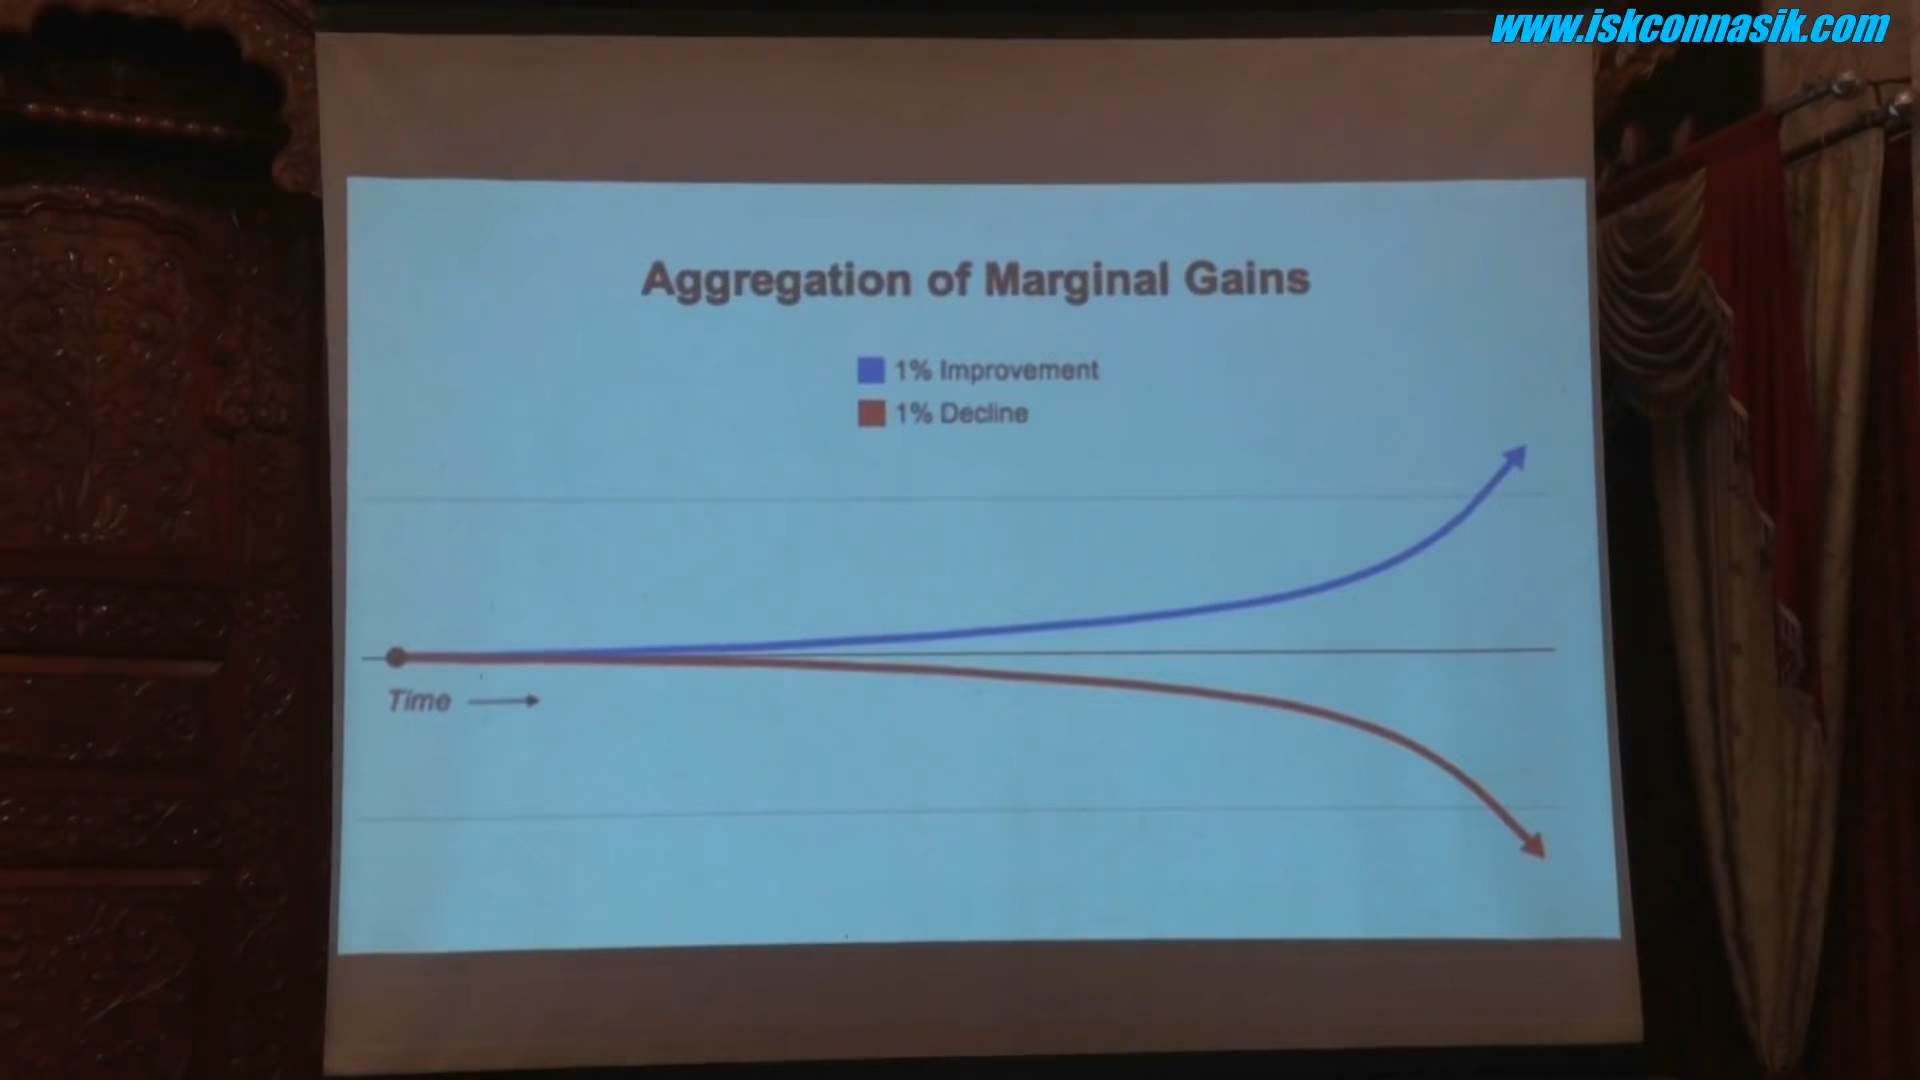 www.iskconnasik.com
Aggregation of Marginal Gains
1% Improvement
1% Decline
Time